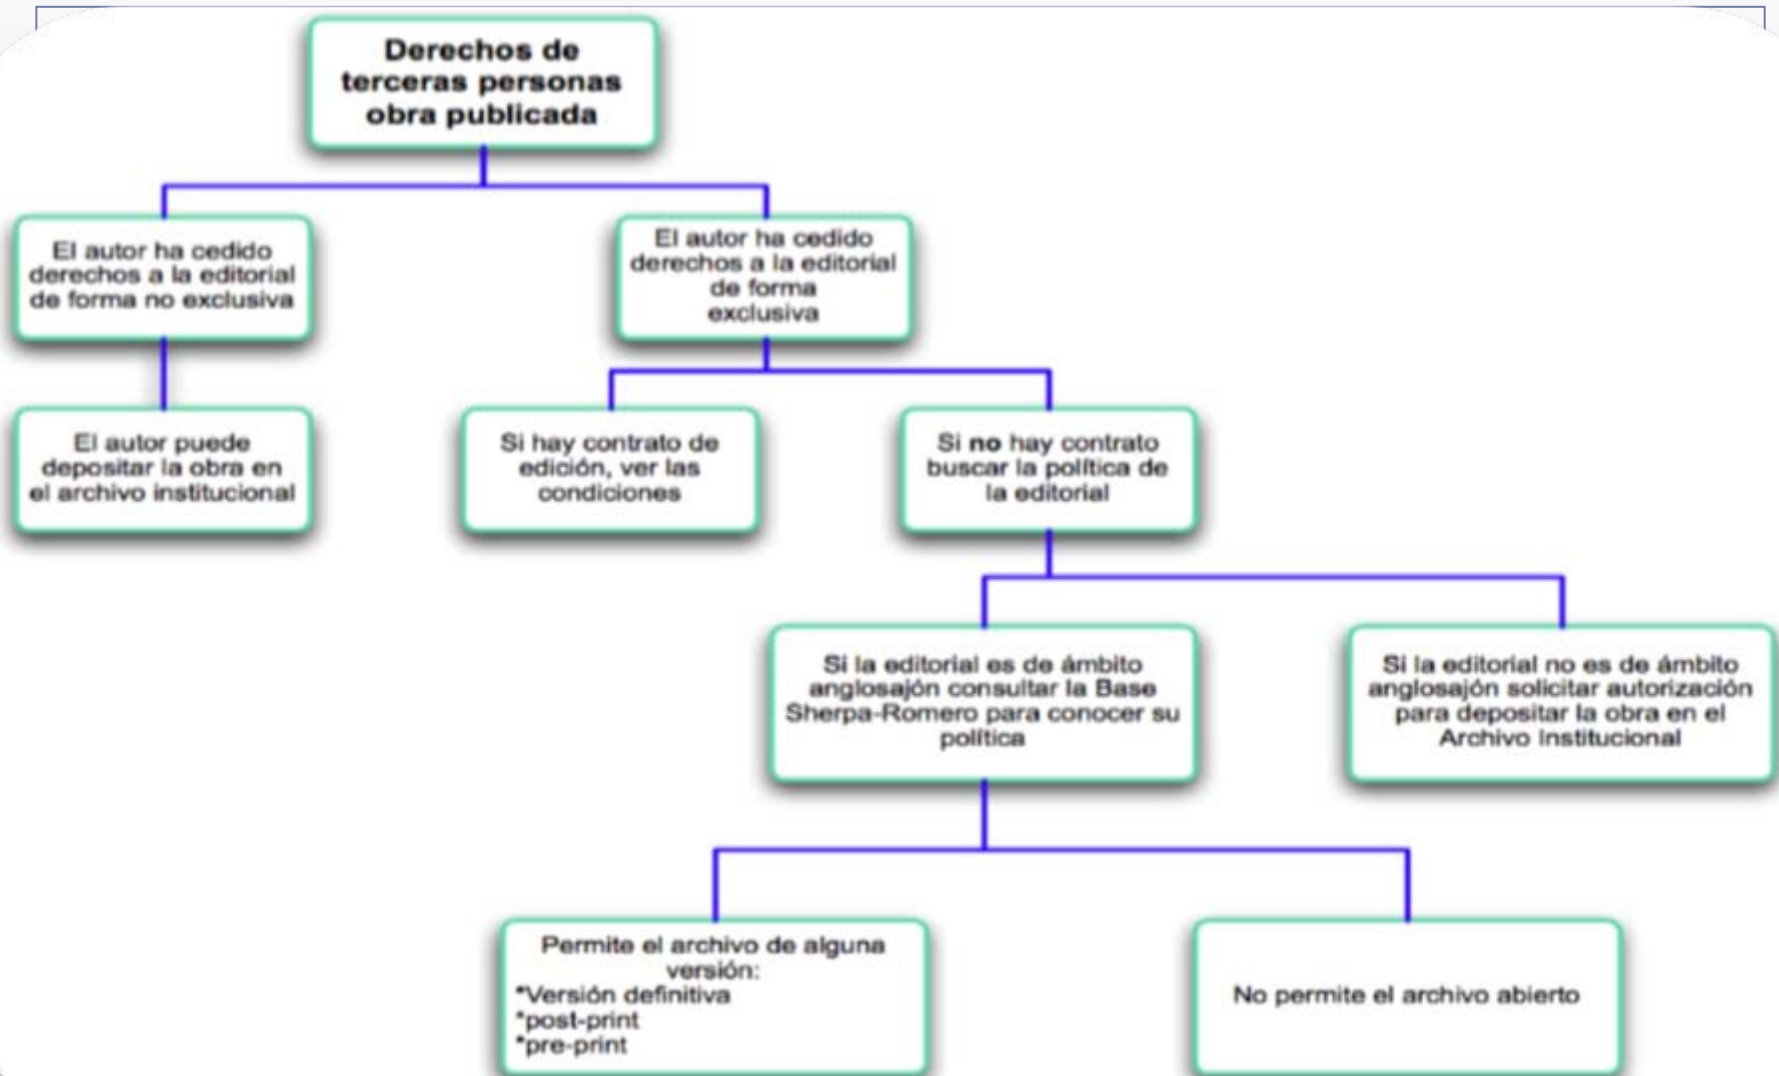 Derechos de
terceras personas
obra publicada
El autor ha cedido
derechos a la editorial
de forma no exclusiva
El autor ha cedido
derechos a la editorial
de forma
exclusiva
El autor puede
depositar la obra en
el archivo institucional
Si hay contrato de
edición, ver las
condiciones
Si no hay contrato
buscar la política de
la editorial
Si la editorial es de ámbito
anglosajón consultar la Base
Sherpa-Romero para conocer su
política
Si la editorial no es de ámbito
anglosajón solicitar autorización
para depositar la obra en el
Archivo Institucional
Permite el archivo de alguna
versión:
*Versión definitiva
*post-print
*pre-print
No permite el archivo abierto